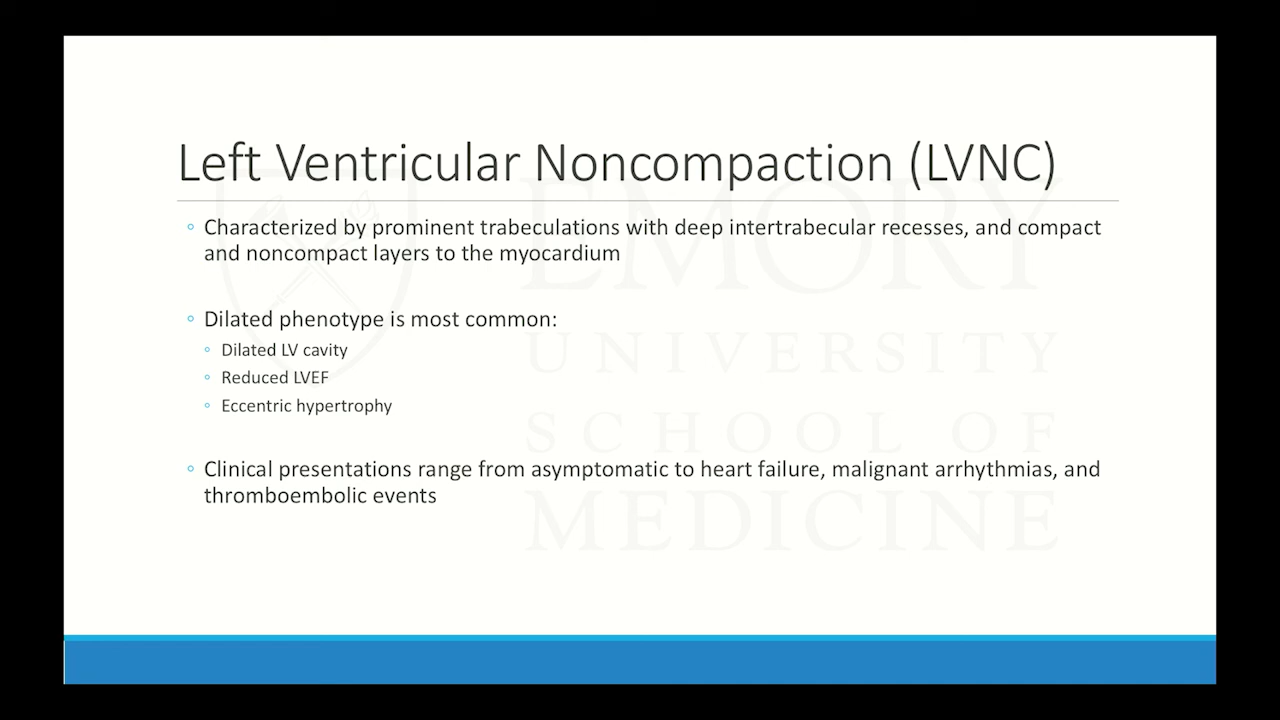 Left Ventricular Noncompaction (LVNC)
◦ Characterized by prominent trabeculations with deep intertrabecular recesses, and compact
and noncompact layers to the myocardium
◦ Dilated phenotype is most common:
◦ Dilated LV cavity
◦ Reduced LVEF
◦ Eccentric hypertrophy
◦ Clinical presentations range from asymptomatic to heart failure, malignant arrhythmias, and
thromboembolic events
EMORY
UNIVERSITY
SCHOOL OF
MEDICINE